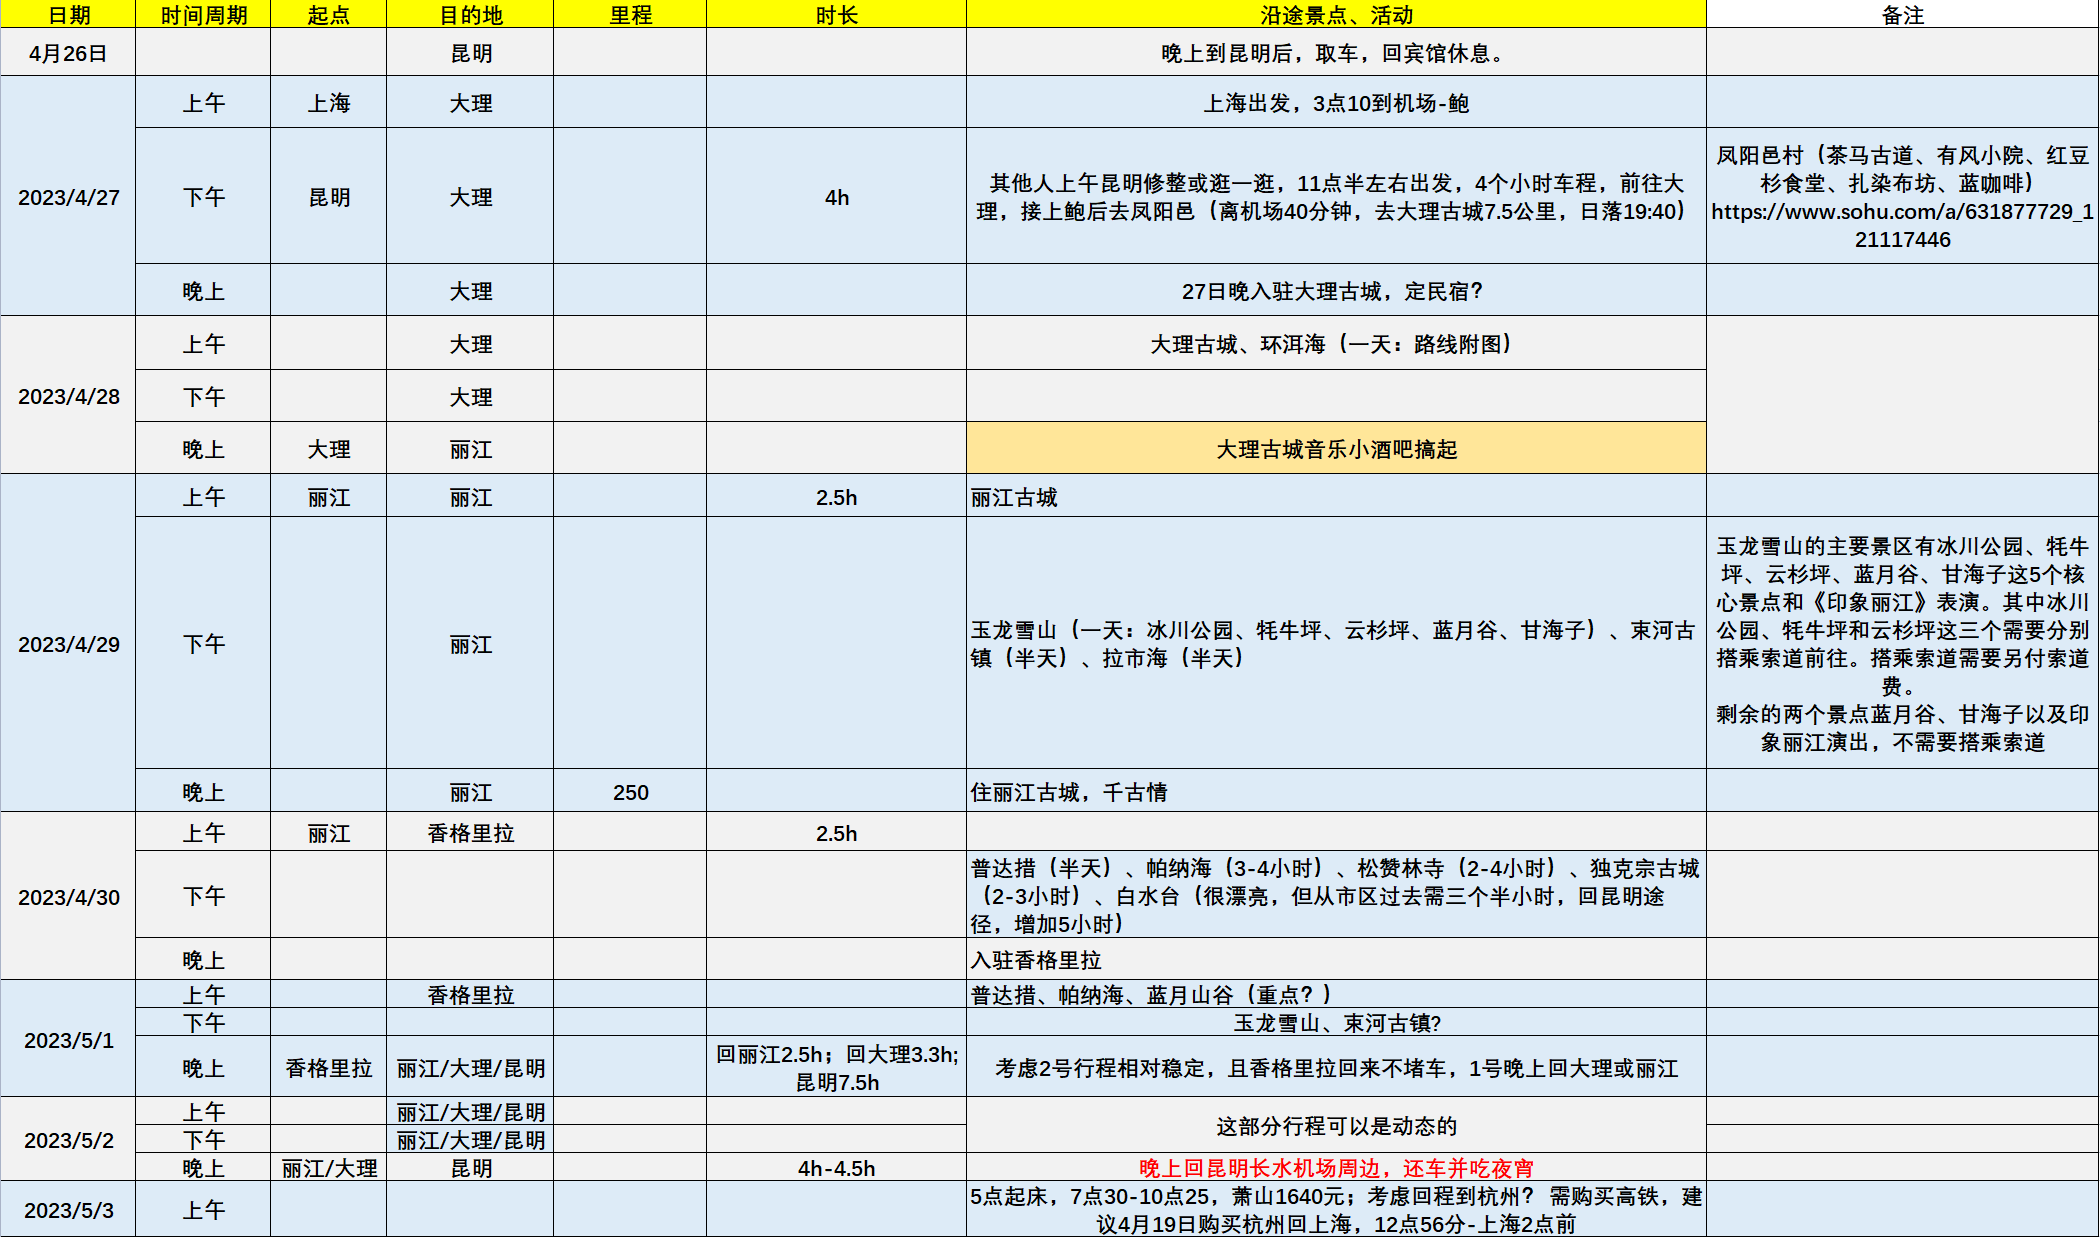 日期 时间周期 起点 目的地 里程 时长 沿途景点、活动 备注
4月26日 昆明 晚上到昆明后，取车，回宾馆休息。
2023/4/27
上午 上海 大理 上海出发，3点10到机场-鲍
下午 昆明 大理 4h
其他人上午昆明修整或逛一逛，11点半左右出发，4个小时车程，前往大
理，接上鲍后去凤阳邑（离机场40分钟，去大理古城7.5公里，日落19:40）
凤阳邑村（茶马古道、有风小院、红豆
杉食堂、扎染布坊、蓝咖啡）
https://www.sohu.com/a/631877729_1
21117446
晚上 大理 27日晚入驻大理古城，定民宿？
2023/4/28
上午 大理 大理古城、环洱海（一天：路线附图）
下午 大理
晚上 大理 丽江 大理古城音乐小酒吧搞起
2023/4/29
上午 丽江 丽江 2.5h 丽江古城
下午 丽江
玉龙雪山（一天：冰川公园、牦牛坪、云杉坪、蓝月谷、甘海子）、束河古
镇（半天）、拉市海（半天）
玉龙雪山的主要景区有冰川公园、牦牛
坪、云杉坪、蓝月谷、甘海子这5个核
心景点和《印象丽江》表演。其中冰川
公园、牦牛坪和云杉坪这三个需要分别
搭乘索道前往。搭乘索道需要另付索道
费。
剩余的两个景点蓝月谷、甘海子以及印
象丽江演出，不需要搭乘索道
晚上 丽江 250 住丽江古城，千古情
2023/4/30
上午 丽江 香格里拉 2.5h
下午
普达措（半天）、帕纳海（3-4小时）、松赞林寺（2-4小时）、独克宗古城
（2-3小时）、白水台（很漂亮，但从市区过去需三个半小时，回昆明途
径，增加5小时）
晚上 入驻香格里拉
2023/5/1
上午 香格里拉 普达措、帕纳海、蓝月山谷（重点？）
下午 玉龙雪山、束河古镇?
晚上 香格里拉 丽江/大理/昆明
回丽江2.5h；回大理3.3h;
昆明7.5h
考虑2号行程相对稳定，且香格里拉回来不堵车，1号晚上回大理或丽江
2023/5/2
上午 丽江/大理/昆明
下午 丽江/大理/昆明
这部分行程可以是动态的
晚上 丽江/大理 昆明 4h-4.5h 晚上回昆明长水机场周边，还车并吃夜宵
2023/5/3 上午
5点起床，7点30-10点25，萧山1640元；考虑回程到杭州？ 需购买高铁，建
议4月19日购买杭州回上海，12点56分-上海2点前